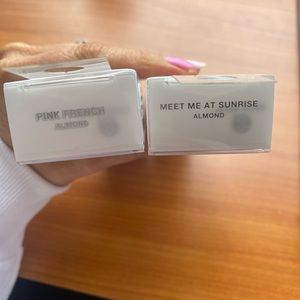 PINK FRENCH
ALMOND
MEET ME AT SUNRISE
ALMOND